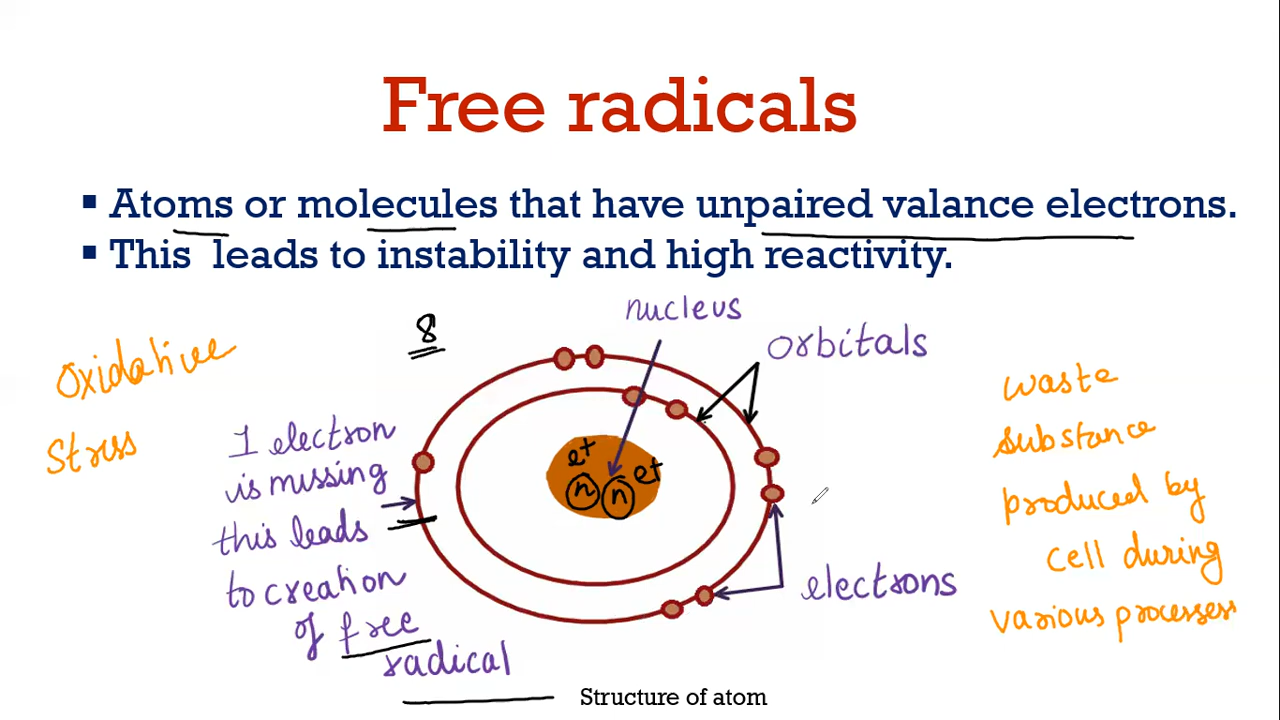 Free radicals
▪ Atoms or molecules that have unpaired valance electrons.
▪ This leads to instability and high reactivity.
nucleus
8
orbitals
Oxidative
Stress
1 electron
is missing
this leads
to creation
of free
radical
e+
e+
n
n
electrons
waste
substance
produced by
cell during
various processess
Structure of atom